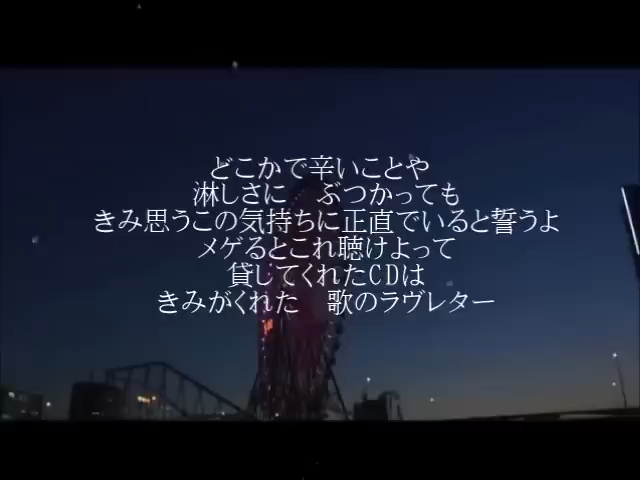 どこかで辛いことや
淋しさに　ぶつかっても
きみ思うこの気持ちに正直でいると誓うよ
メゲるとこれ聴けよって
貸してくれたCDは
きみがくれた　歌のラヴレター